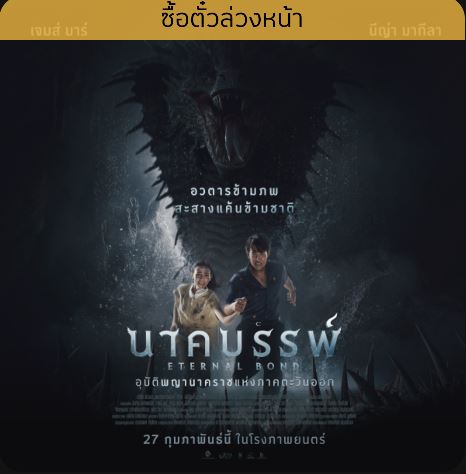 ซื้อตั๋วล่วงหน้า
เจมส์ มาร์ นีญ่า มากีลา
อวตารข้ามภพ
สะสางแค้นข้ามชาติ
นาคบรรพ์
ETERNAL BOND
อุบัติพญานาคราชแห่งภาคตะวันออก
27 กุมภาพันธ์นี้ ในโรงภาพยนตร์